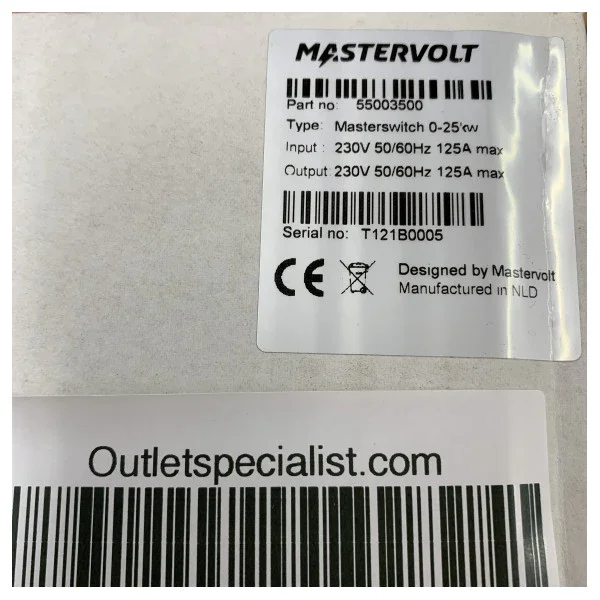 MASTERVOLT
Part no: 55003500
Type: Masterswitch 0-25kw
Input : 230V 50/60Hz 125A max
Output: 230V 50/60Hz 125A max
Serial no: T121B0005
CE Designed by Mastervolt
Manufactured in NLD
Outletspecialist.com